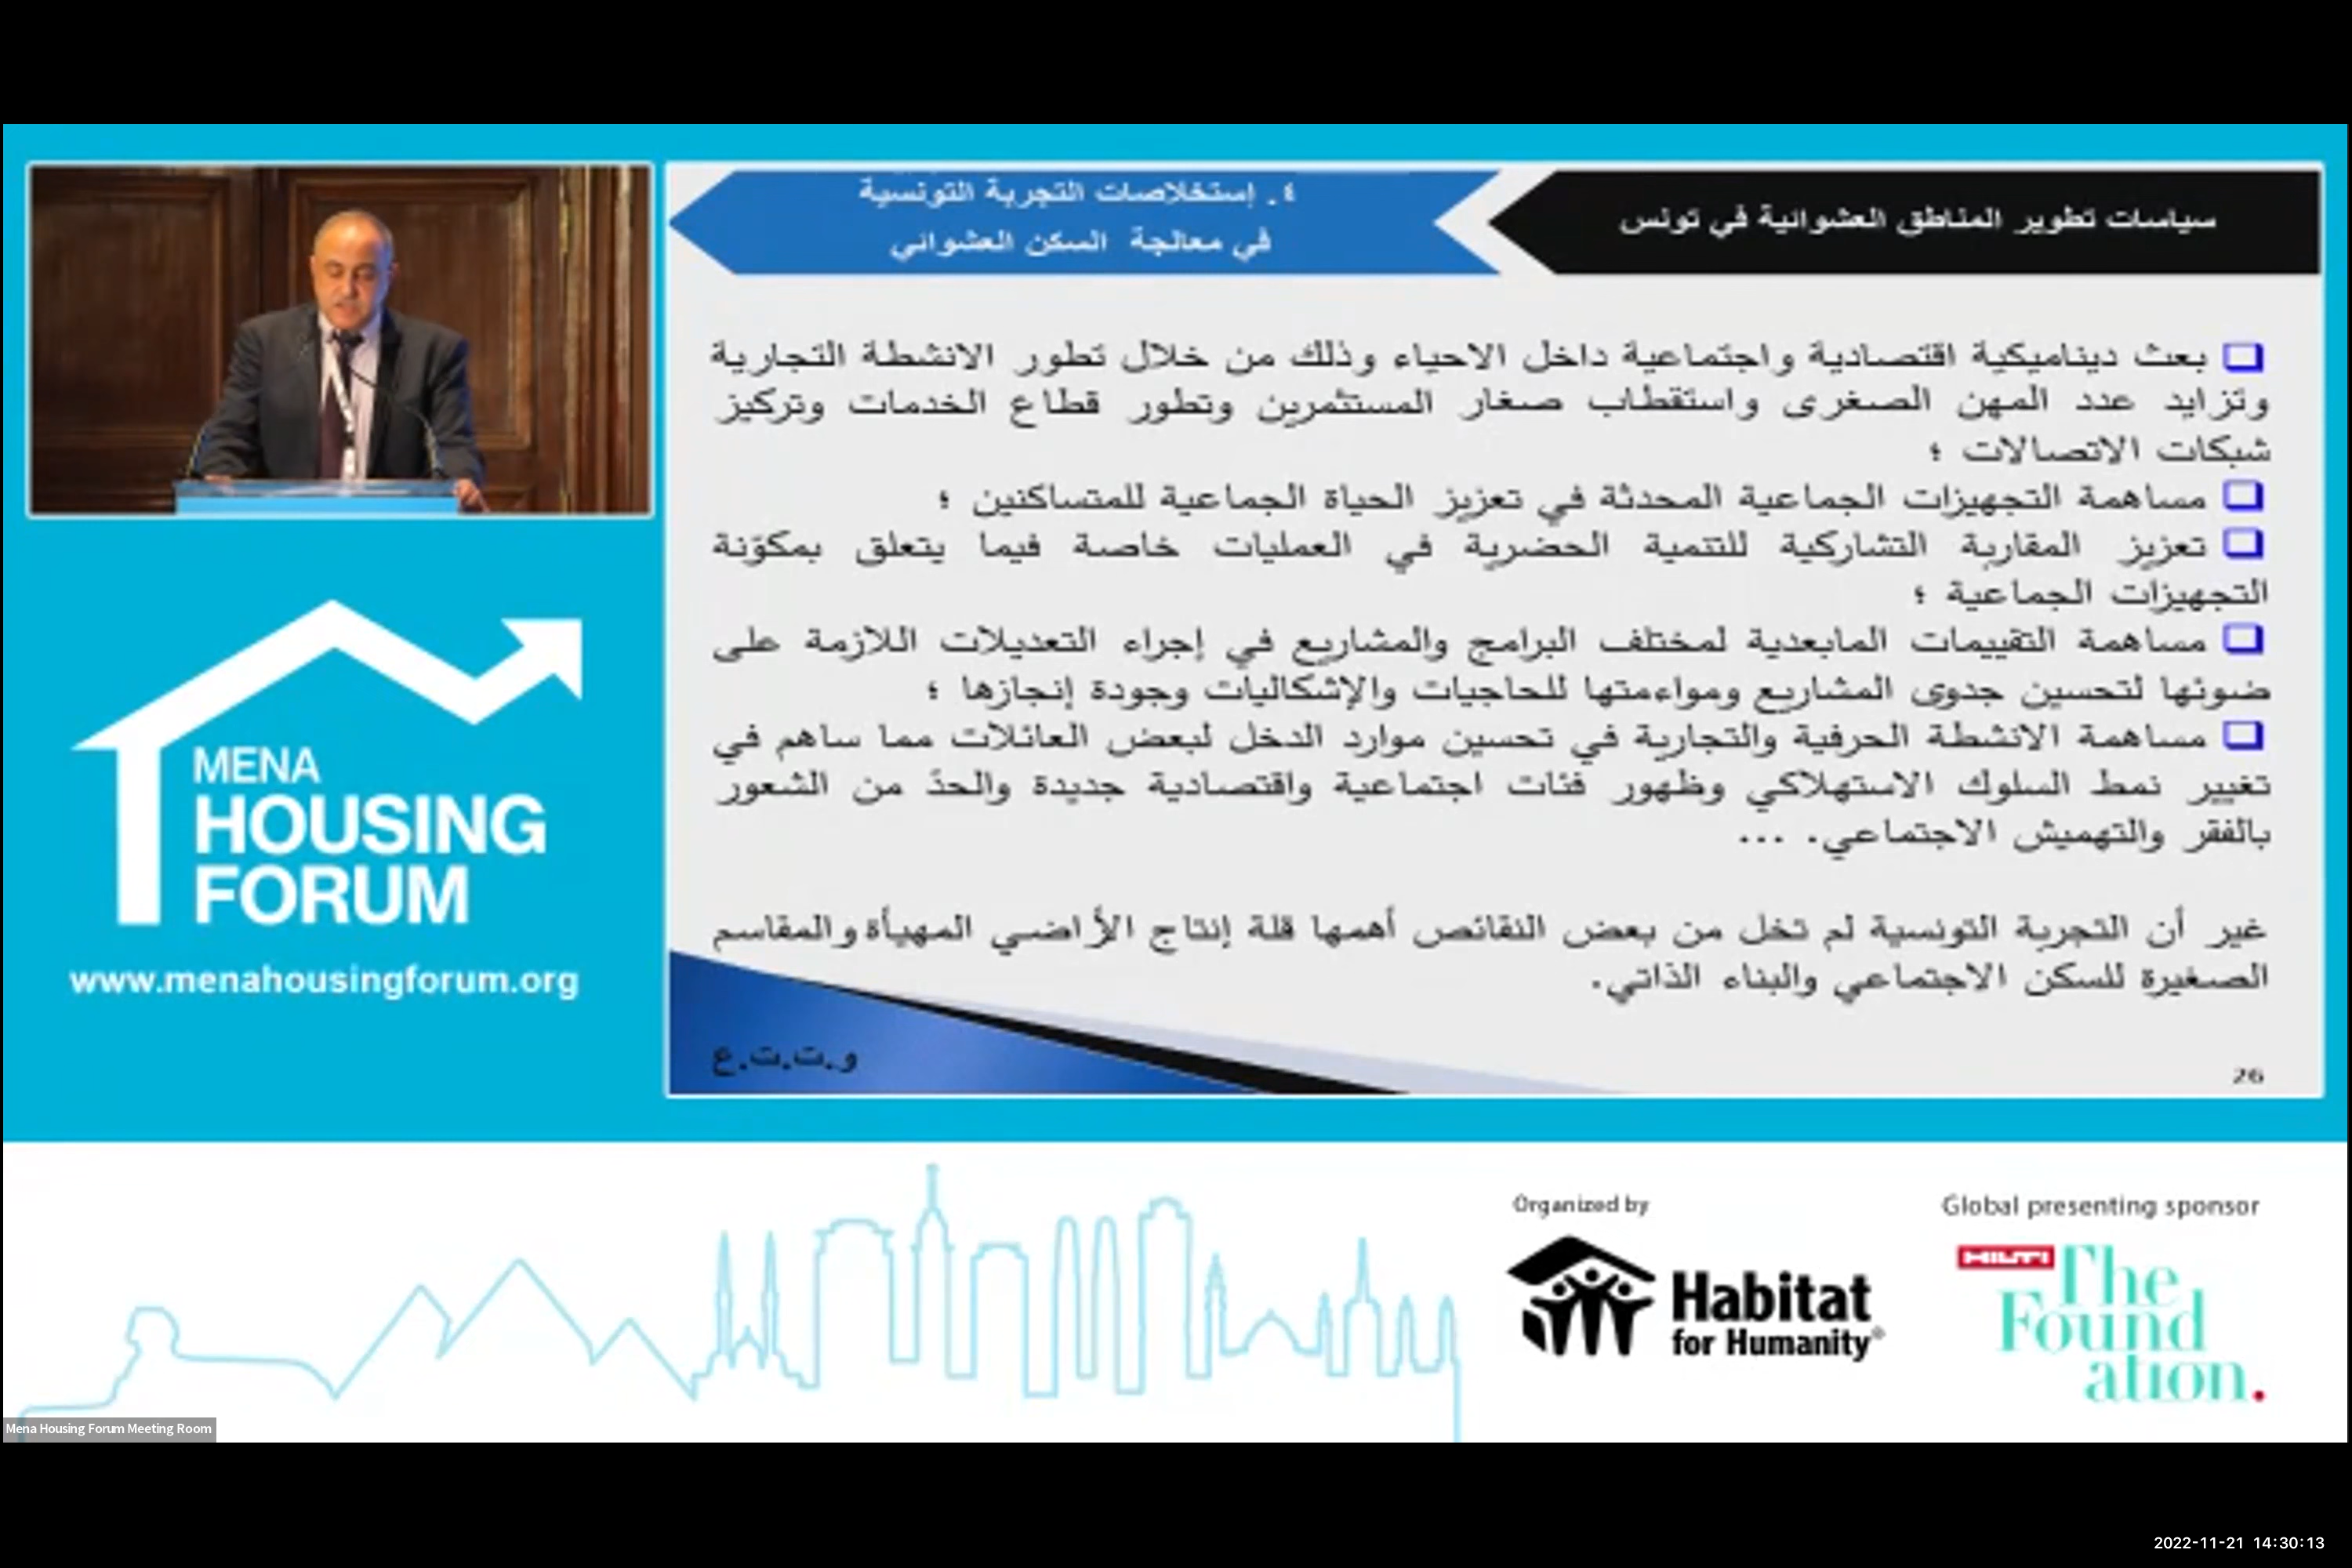 سياسات تطوير المناطق العشوائية في تونس
٤. إستخلاصات التجربة التونسية
في معالجة السكن العشوائي
❑ بعث ديناميكية اقتصادية واجتماعية داخل الاحياء وذلك من خلال تطور الانشطة التجارية
وتزايد عدد المهن الصغرى واستقطاب صغار المستثمرين وتطور قطاع الخدمات وتركيز
شبكات الاتصالات ؛
❑ مساهمة التجهيزات الجماعية المحدثة في تعزيز الحياة الجماعية للمتساكنين ؛
❑ تعزيز المقاربة التشاركية للتنمية الحضرية في العمليات خاصة فيما يتعلق بمكوّنة
التجهيزات الجماعية ؛
❑ مساهمة التقييمات المابعدية لمختلف البرامج والمشاريع في إجراء التعديلات اللازمة على
ضوئها لتحسين جدوى المشاريع ومواءمتها للحاجيات والإشكاليات وجودة إنجازها ؛
❑ مساهمة الانشطة الحرفية والتجارية في تحسين موارد الدخل لبعض العائلات مما ساهم في
تغيير نمط السلوك الاستهلاكي وظهور فئات اجتماعية واقتصادية جديدة والحدّ من الشعور
بالفقر والتهميش الاجتماعي. ...
غير أن التجربة التونسية لم تخل من بعض النقائص أهمها قلة إنتاج الأراضي المهيأة والمقاسم
الصغيرة للسكن الاجتماعي والبناء الذاتي.
و.ت.ت.ع
26
MENA
HOUSING
FORUM
www.menahousingforum.org
Organized by
Habitat
for Humanity®
Global presenting sponsor
HILTI
The
Found
ation.
Mena Housing Forum Meeting Room
2022-11-21 14:30:13